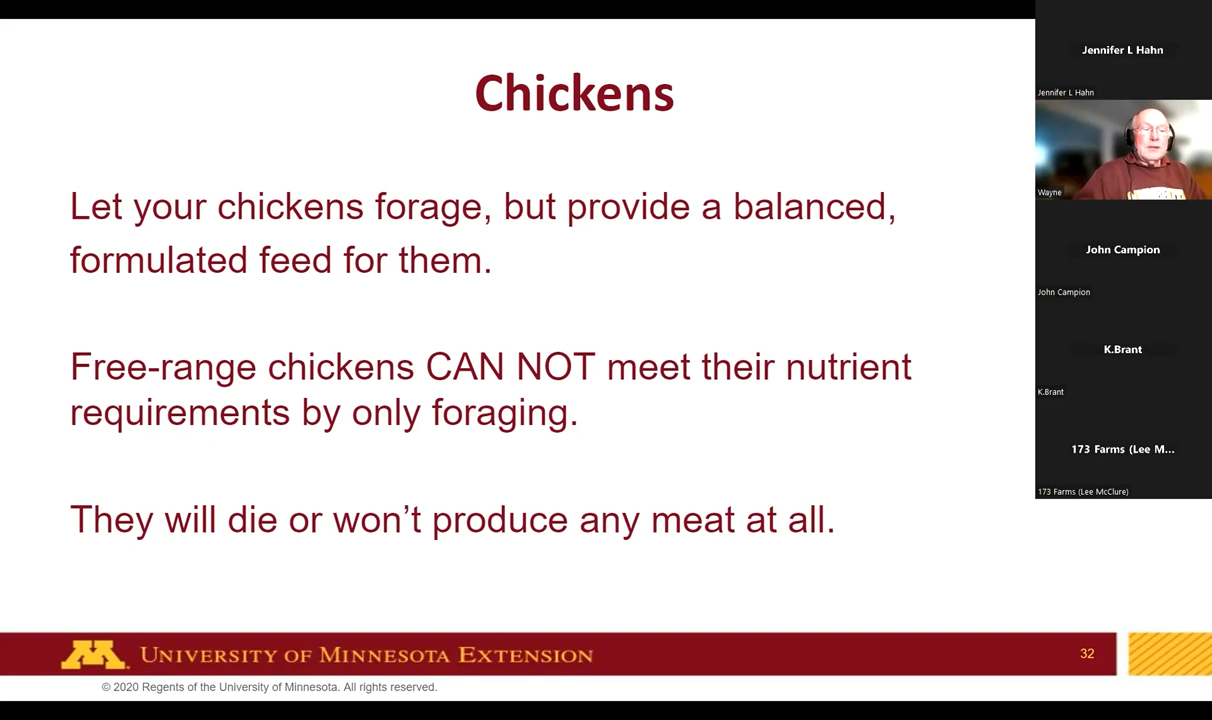 Chickens
Let your chickens forage, but provide a balanced,
formulated feed for them.
Free-range chickens CAN NOT meet their nutrient
requirements by only foraging.
They will die or won’t produce any meat at all.
UNIVERSITY OF MINNESOTA EXTENSION
32
© 2020 Regents of the University of Minnesota. All rights reserved.
Jennifer L Hahn
Jennifer L Hahn
Wayne
John Campion
John Campion
K.Brant
K.Brant
173 Farms (Lee M...
173 Farms (Lee McClure)